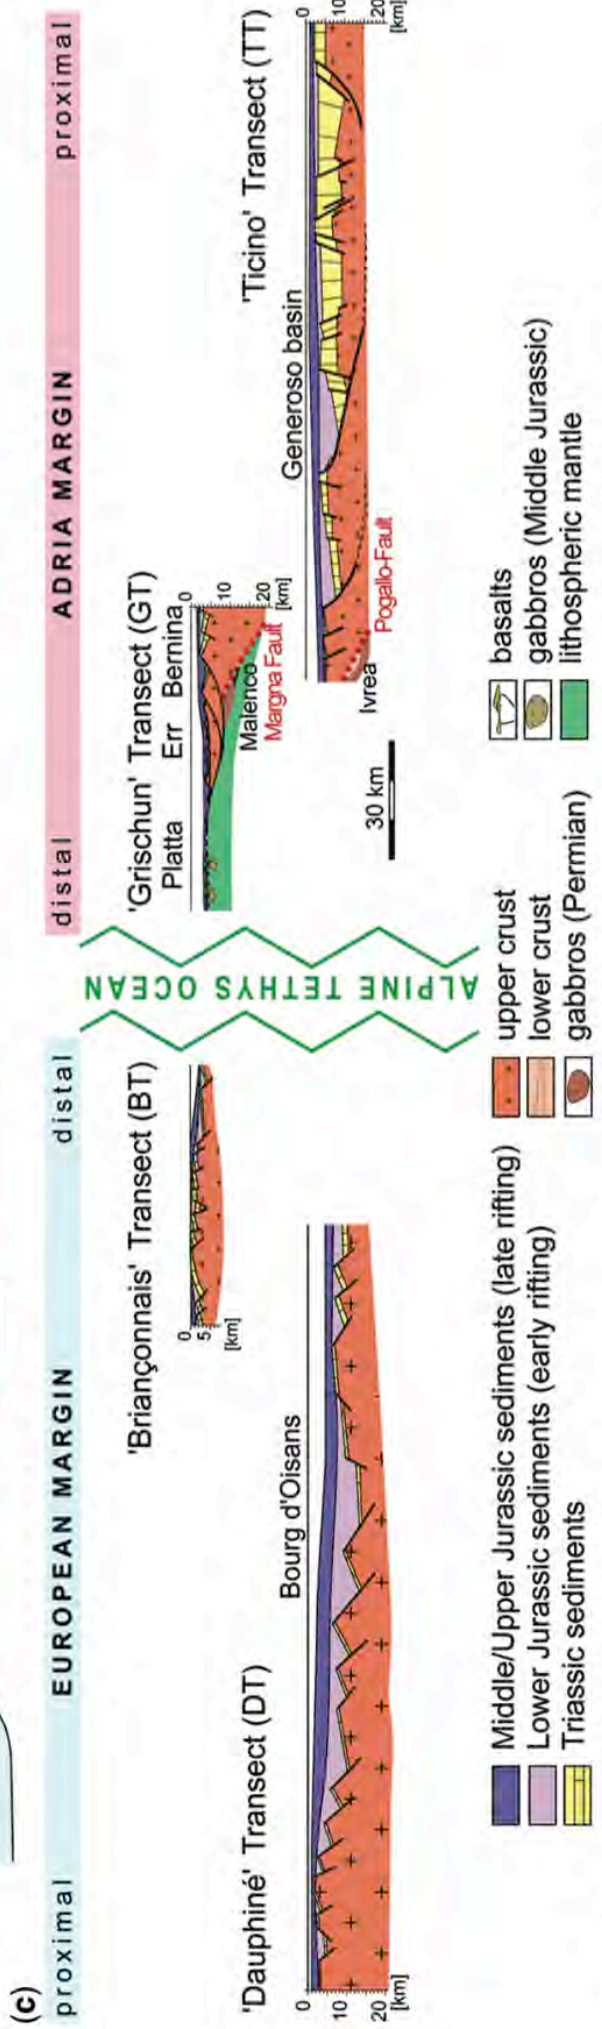 (c)
proximal EUROPEAN MARGIN distal
distal ADRIA MARGIN proximal
ALPINE TETHYS OCEAN
'Briançonnais' Transect (BT)
0
5
[km]
'Grischun' Transect (GT)
Platta Err Bernina
0
10
20
[km]
Malenco
Margna Fault
'Dauphiné' Transect (DT)
Bourg d'Oisans
0
10
20
[km]
'Ticino' Transect (TT)
Generoso basin
0
10
20
[km]
Ivrea
Pogallo-Fault
30 km
Middle/Upper Jurassic sediments (late rifting)
Lower Jurassic sediments (early rifting)
Triassic sediments
upper crust
lower crust
gabbros (Permian)
basalts
gabbros (Middle Jurassic)
lithospheric mantle